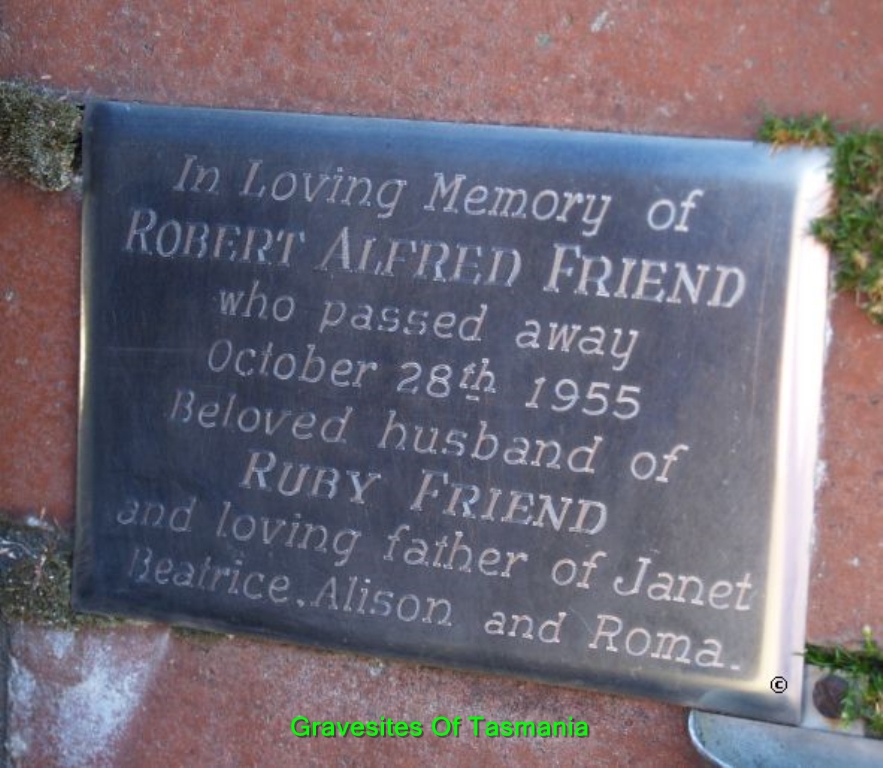 In Loving Memory of
ROBERT ALFRED FRIEND
who passed away
October 28th 1955
Beloved husband of
RUBY FRIEND
and loving father of Janet
Beatrice, Alison and Roma.
©
Gravesites Of Tasmania